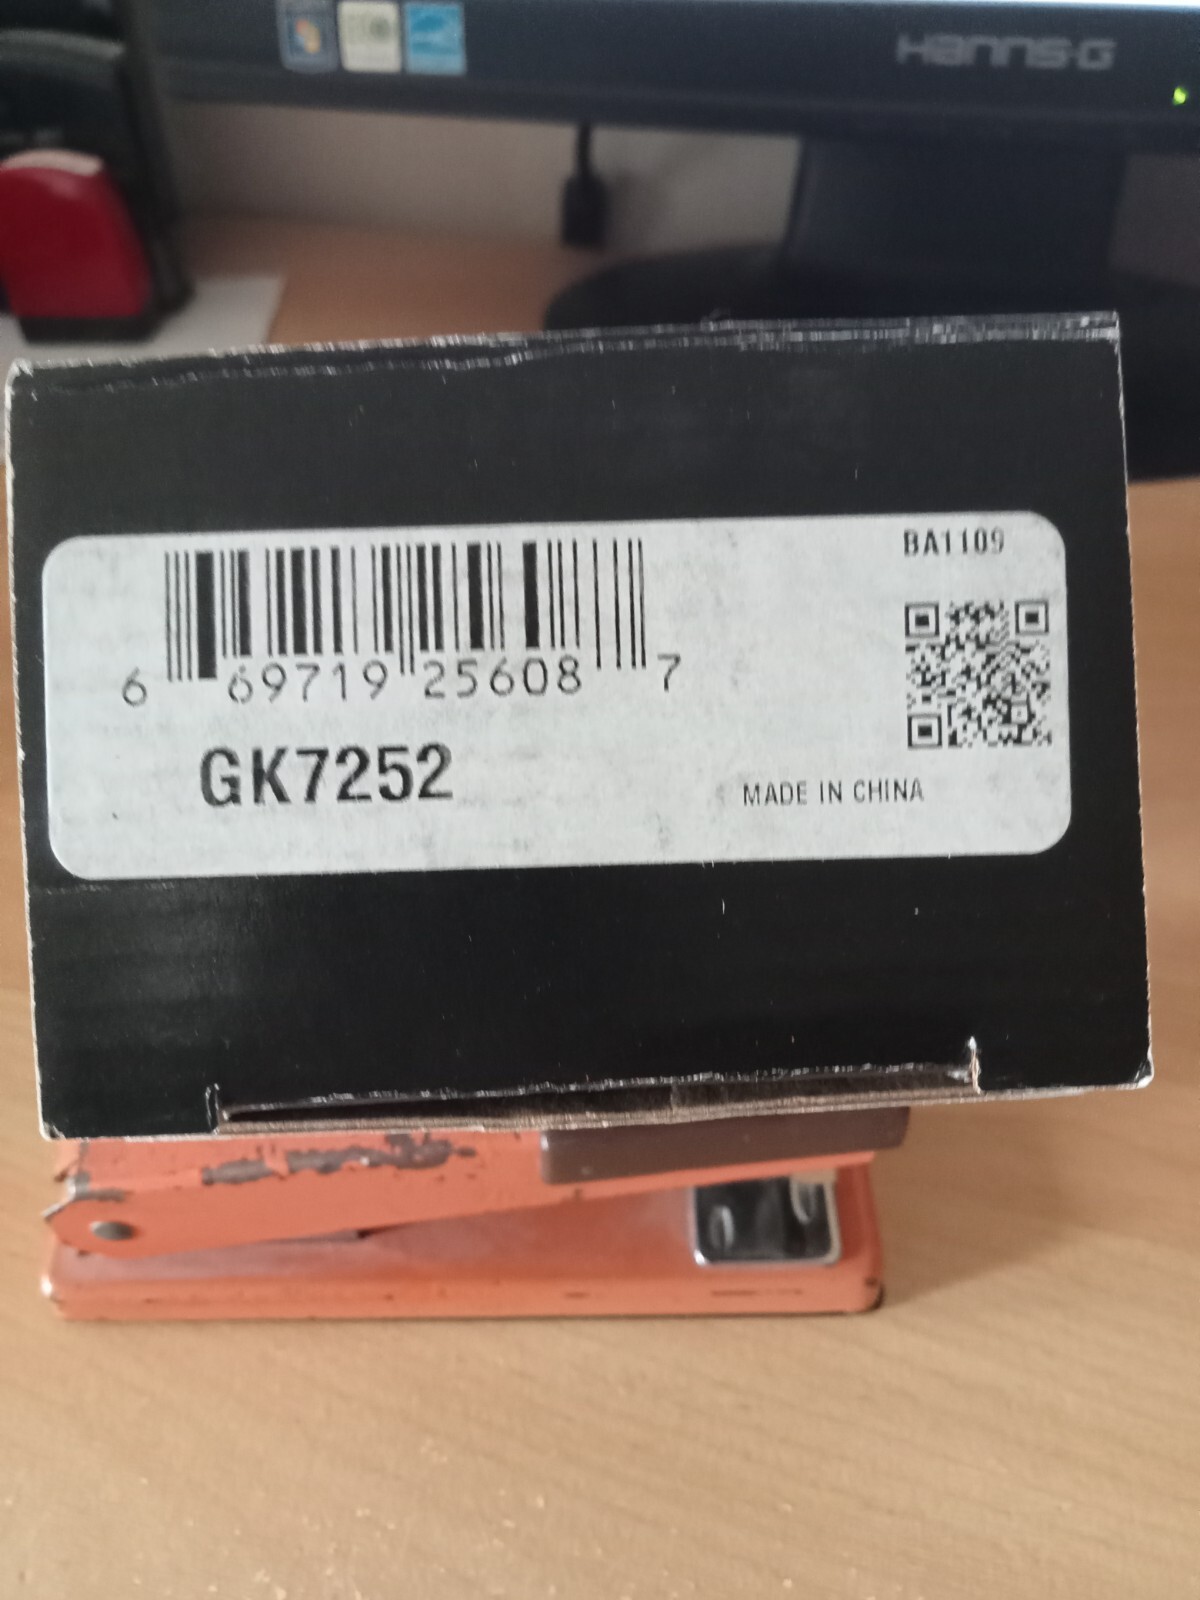 Hanns·G
BA1109
6 69719 25608 7
GK7252
MADE IN CHINA